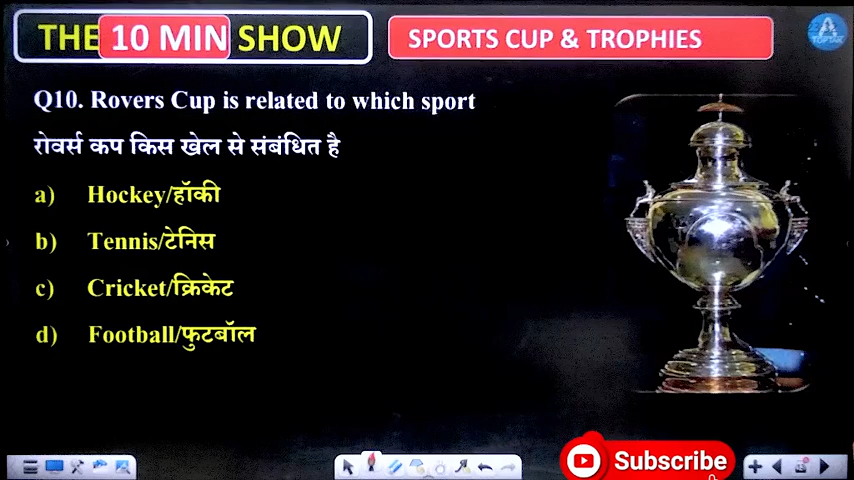 THE 10 MIN SHOW
SPORTS CUP & TROPHIES
Q10. Rovers Cup is related to which sport
रोवर्स कप किस खेल से संबंधित है
a) Hockey/हॉकी
b) Tennis/टेनिस
c) Cricket/क्रिकेट
d) Football/फुटबॉल
Subscribe